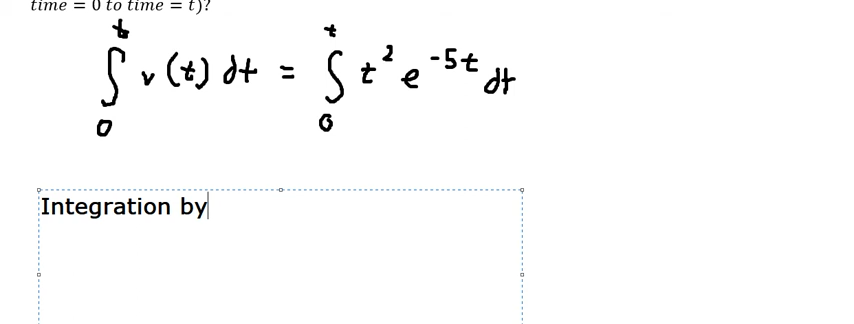 time = 0 to time = t)?
∫₀ᵗ v(t) dt = ∫₀ᵗ t² e^(-5t) dt
Integration by